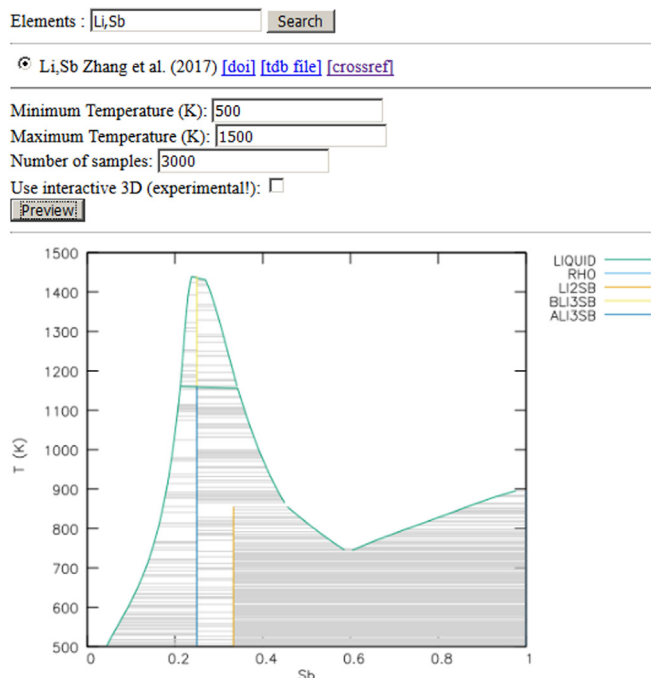 Elements : Li,Sb Search
Li,Sb Zhang et al. (2017) [doi] [tdb file] [crossref]
Minimum Temperature (K): 500
Maximum Temperature (K): 1500
Number of samples: 3000
Use interactive 3D (experimental!):
Preview
LIQUID
RHO
LI2SB
BLI3SB
ALI3SB
1500
1400
1300
1200
1100
1000
900
800
700
600
500
T (K)
0 0.2 0.4 0.6 0.8 1
Sb